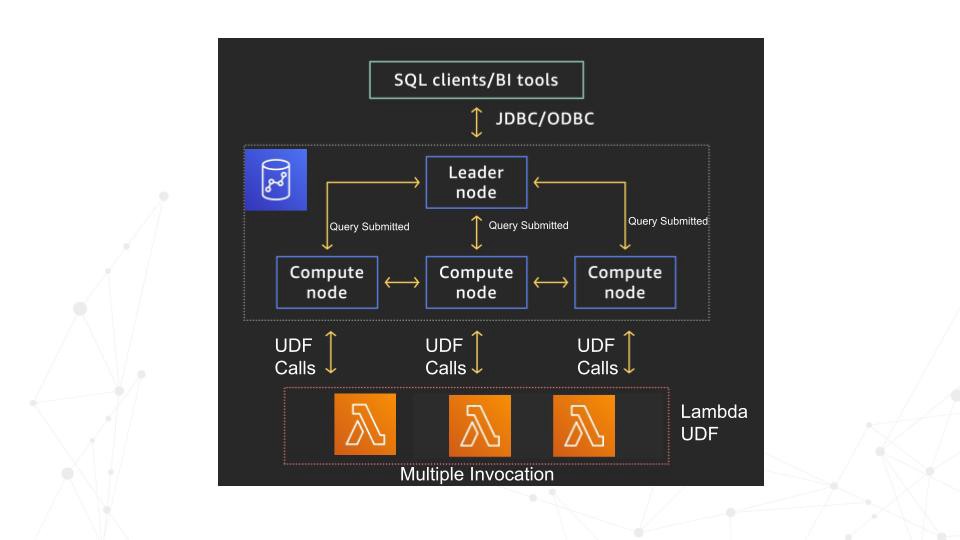 SQL clients/BI tools
JDBC/ODBC
Leader
node
Query Submitted
Query Submitted
Query Submitted
Compute
node
Compute
node
Compute
node
UDF
Calls
UDF
Calls
UDF
Calls
Lambda
UDF
Multiple Invocation